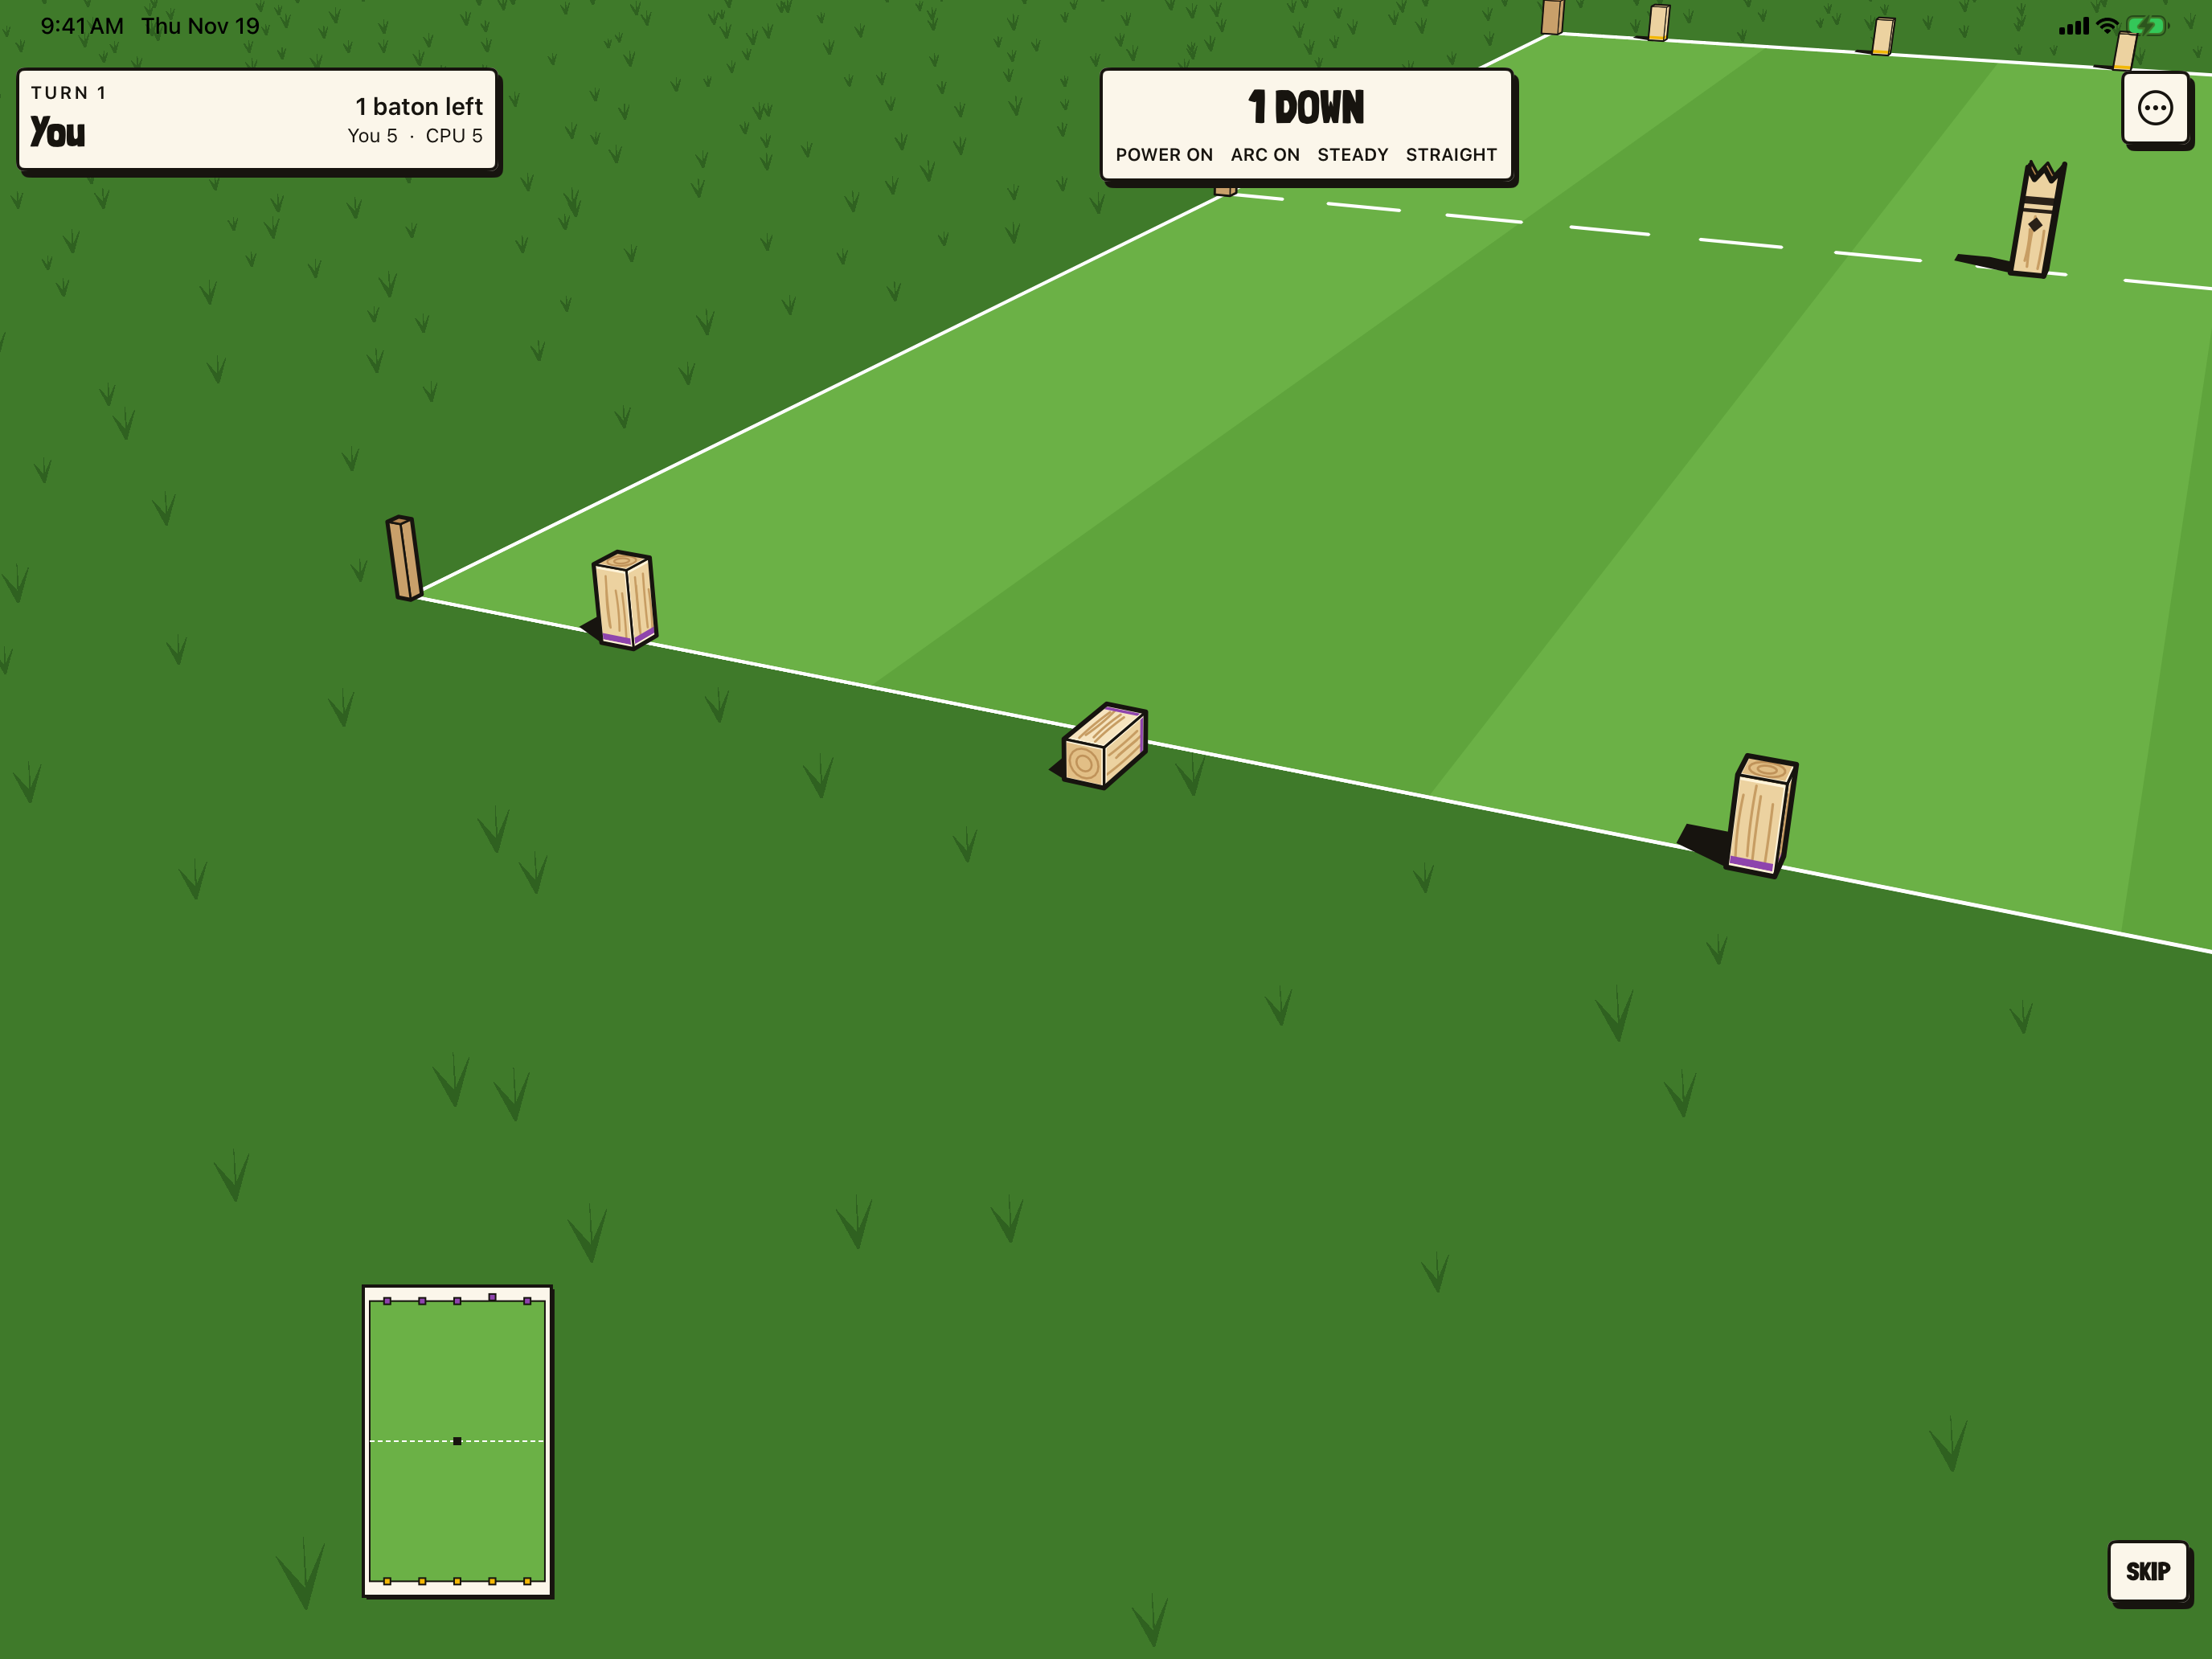 9:41 AM Thu Nov 19
TURN 1
You
1 baton left
You 5 · CPU 5
1 DOWN
POWER ON ARC ON STEADY STRAIGHT
SKIP